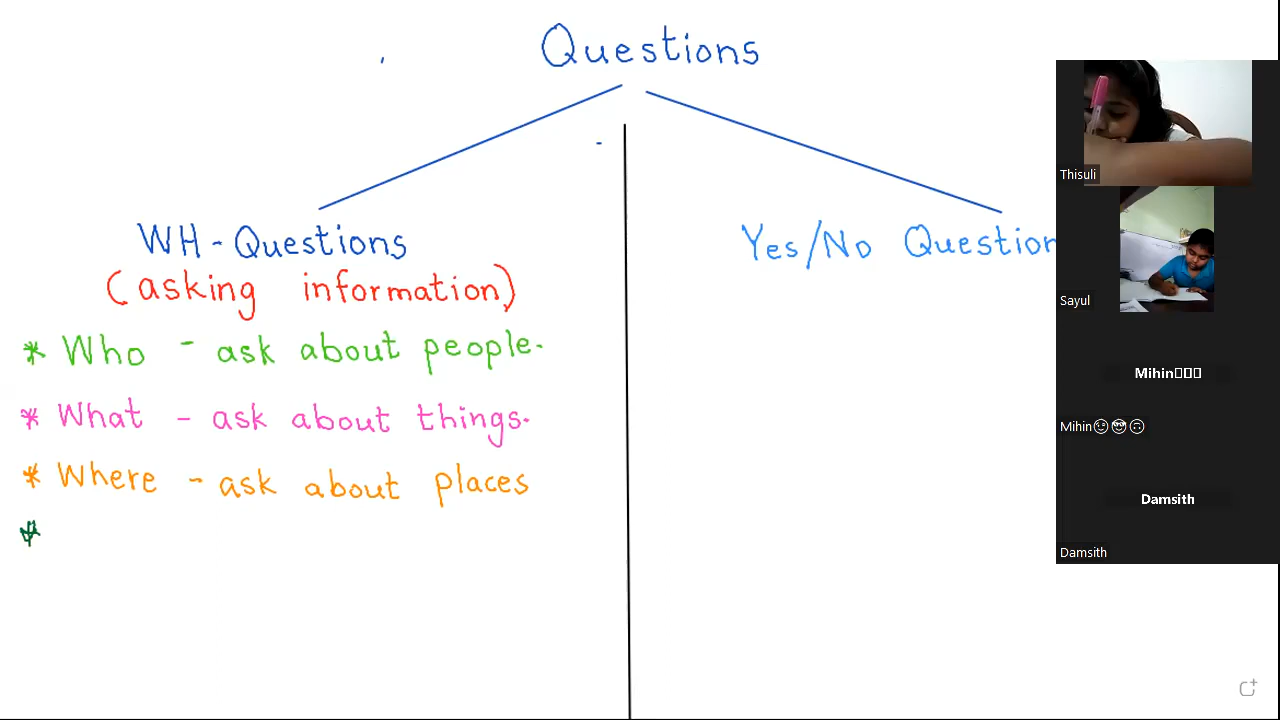 Questions
WH-Questions
(asking information)
* Who - ask about people.
* What - ask about things.
* Where - ask about places
*
Yes/No Question
Thisuli
Sayul
Mihin▯▯▯
Mihin😉😎🙃
Damsith
Damsith